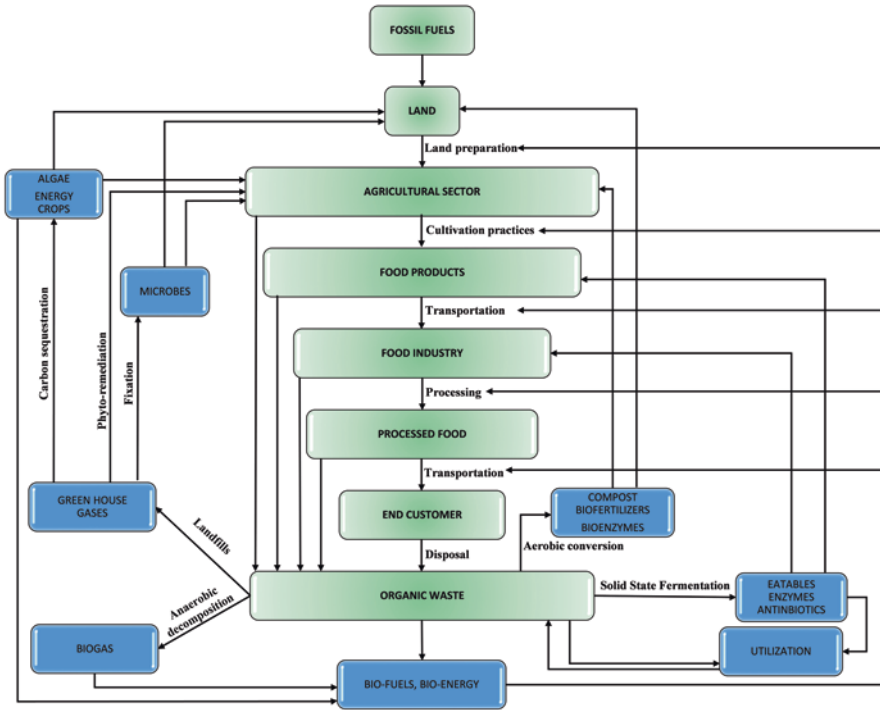 FOSSIL FUELS
LAND
Land preparation
ALGAE
ENERGY
CROPS
AGRICULTURAL SECTOR
Cultivation practices
FOOD PRODUCTS
MICROBES
Transportation
Carbon sequestration
Phyto-remediation
Fixation
FOOD INDUSTRY
Processing
PROCESSED FOOD
Transportation
GREEN HOUSE
GASES
END CUSTOMER
COMPOST
BIOFERTILIZERS
BIOENZYMES
Landfills
Disposal
Aerobic conversion
ORGANIC WASTE
Solid State Fermentation
EATABLES
ENZYMES
ANTINBIOTICS
Anaerobic
decomposition
BIOGAS
UTILIZATION
BIO-FUELS, BIO-ENERGY